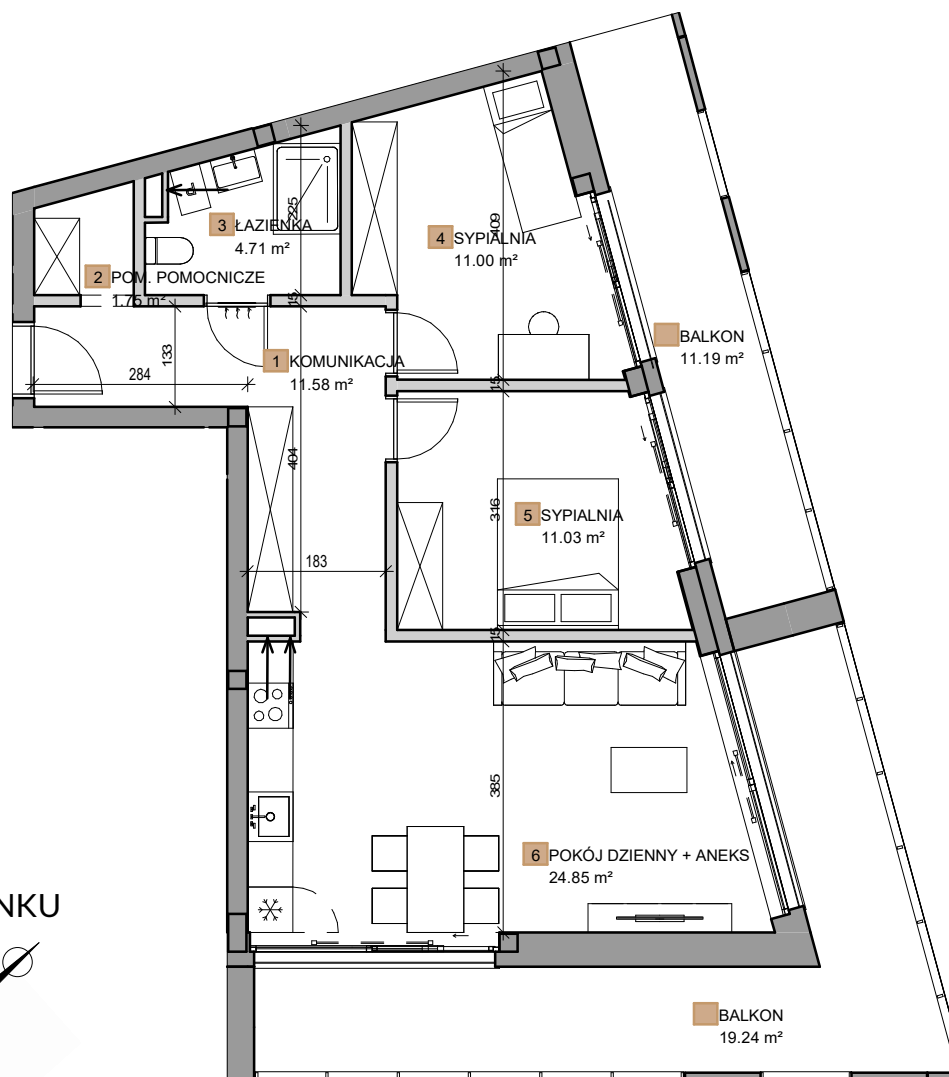 3 ŁAZIENKA
4.71 m²
225
409
4 SYPIALNIA
11.00 m²
2 POM. POMOCNICZE
1.75 m²
15
133
284
1 KOMUNIKACJA
11.58 m²
BALKON
11.19 m²
15
404
316
5 SYPIALNIA
11.03 m²
183
15
385
6 POKÓJ DZIENNY + ANEKS
24.85 m²
NKU
BALKON
19.24 m²